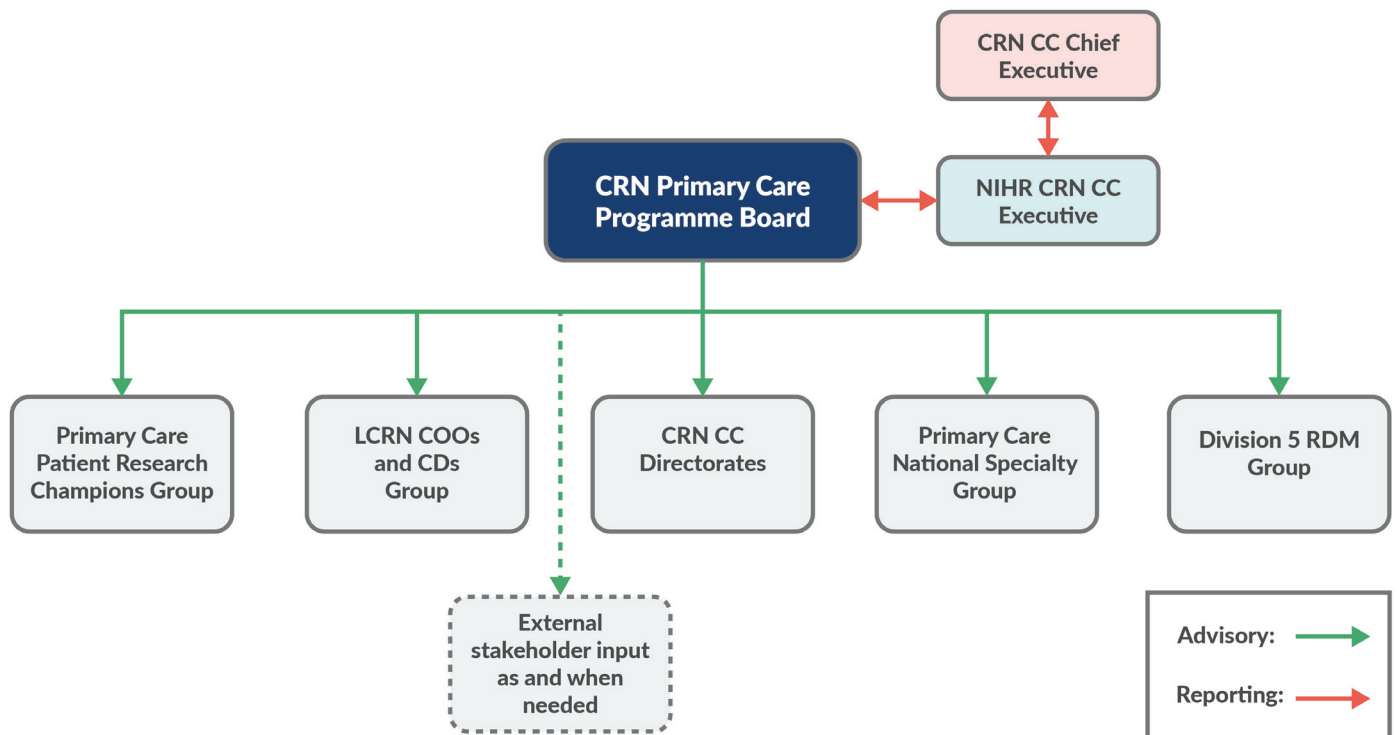 CRN CC Chief
Executive
CRN Primary Care
Programme Board
NIHR CRN CC
Executive
Primary Care
Patient Research
Champions Group
LCRN COOs
and CDs
Group
CRN CC
Directorates
Primary Care
National Specialty
Group
Division 5 RDM
Group
External
stakeholder input
as and when
needed
Advisory:
Reporting: